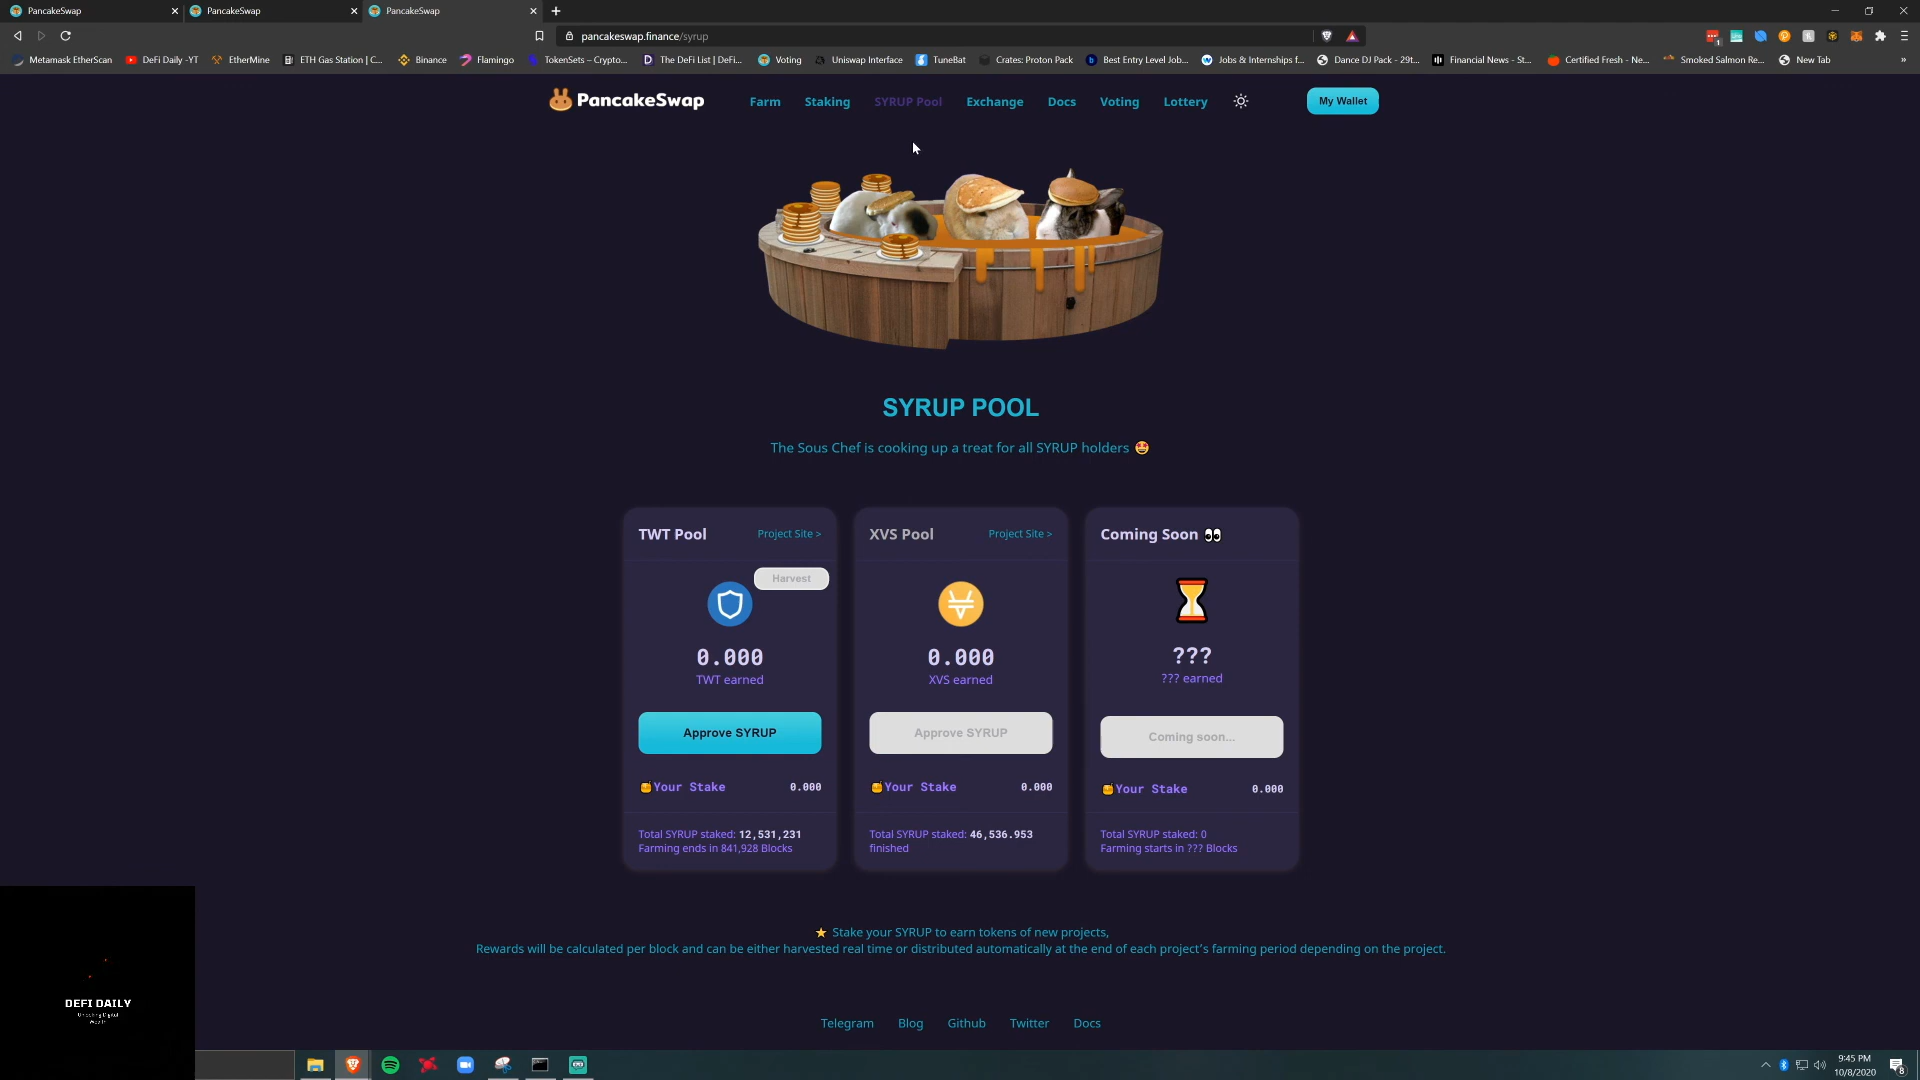 PancakeSwap
PancakeSwap
PancakeSwap
pancakeswap.finance/syrup
1
Metamask EtherScan
DeFi Daily -YT
EtherMine
ETH Gas Station | C...
Binance
Flamingo
TokenSets – Crypto...
The DeFi List | DeFi...
Voting
Uniswap Interface
TuneBat
Crates: Proton Pack
Best Entry Level Job...
Jobs & Internships f...
Dance DJ Pack - 29t...
Financial News - St...
Certified Fresh - Ne...
Smoked Salmon Re...
New Tab
PancakeSwap
Farm
Staking
SYRUP Pool
Exchange
Docs
Voting
Lottery
My Wallet
SYRUP POOL
The Sous Chef is cooking up a treat for all SYRUP holders 🤩
TWT Pool
Project Site >
Harvest
0.000
TWT earned
Approve SYRUP
🍯Your Stake 0.000
Total SYRUP staked: 12,531,231
Farming ends in 841,928 Blocks
XVS Pool
Project Site >
0.000
XVS earned
Approve SYRUP
🍯Your Stake 0.000
Total SYRUP staked: 46,536.953
finished
Coming Soon 👀
???
??? earned
Coming soon...
🍯Your Stake 0.000
Total SYRUP staked: 0
Farming starts in ??? Blocks
⭐ Stake your SYRUP to earn tokens of new projects,
Rewards will be calculated per block and can be either harvested real time or distributed automatically at the end of each project's farming period depending on the project.
Telegram
Blog
Github
Twitter
Docs
DEFI DAILY
Unlocking Digital
Wealth
9:45 PM
10/8/2020
8